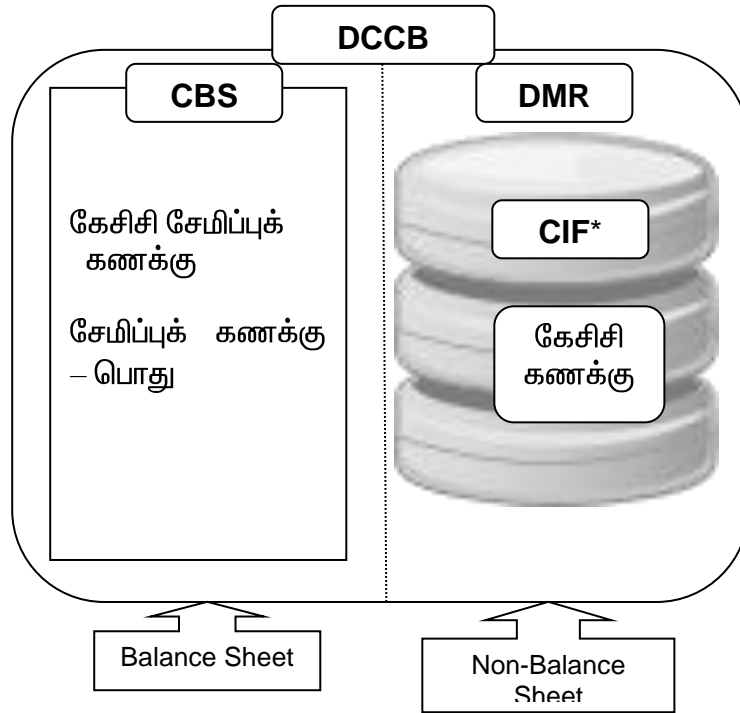 DCCB
CBS
கேசிசி சேமிப்புக்
கணக்கு
சேமிப்புக் கணக்கு
– பொது
DMR
CIF*
கேசிசி
கணக்கு
Balance Sheet
Non-Balance
Sheet